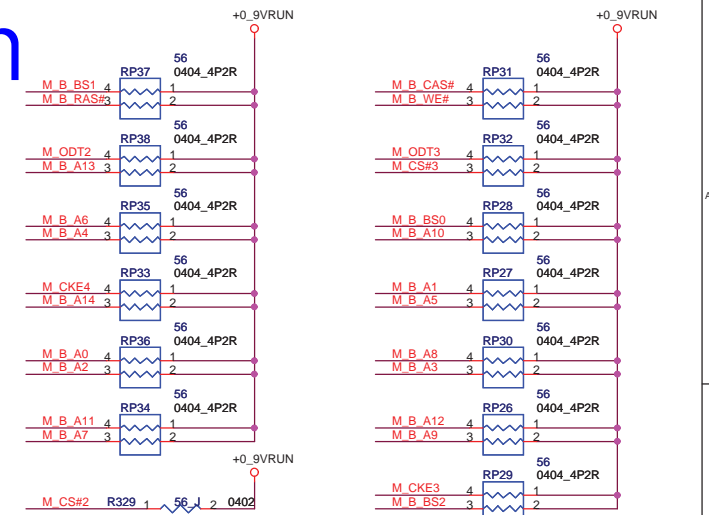 n
+0_9VRUN
56
RP37 0404_4P2R
M_B_BS1 4 1
M_B_RAS# 3 2
56
RP38 0404_4P2R
M_ODT2 4 1
M_B_A13 3 2
56
RP35 0404_4P2R
M_B_A6 4 1
M_B_A4 3 2
56
RP33 0404_4P2R
M_CKE4 4 1
M_B_A14 3 2
56
RP36 0404_4P2R
M_B_A0 4 1
M_B_A2 3 2
56
RP34 0404_4P2R
M_B_A11 4 1
M_B_A7 3 2
+0_9VRUN
M_CS#2 R329 1 56_J 2 0402
+0_9VRUN
56
RP31 0404_4P2R
M_B_CAS# 4 1
M_B_WE# 3 2
56
RP32 0404_4P2R
M_ODT3 4 1
M_CS#3 3 2
56
RP28 0404_4P2R
M_B_BS0 4 1
M_B_A10 3 2
56
RP27 0404_4P2R
M_B_A1 4 1
M_B_A5 3 2
56
RP30 0404_4P2R
M_B_A8 4 1
M_B_A3 3 2
56
RP26 0404_4P2R
M_B_A12 4 1
M_B_A9 3 2
56
RP29 0404_4P2R
M_CKE3 4 1
M_B_BS2 3 2
A